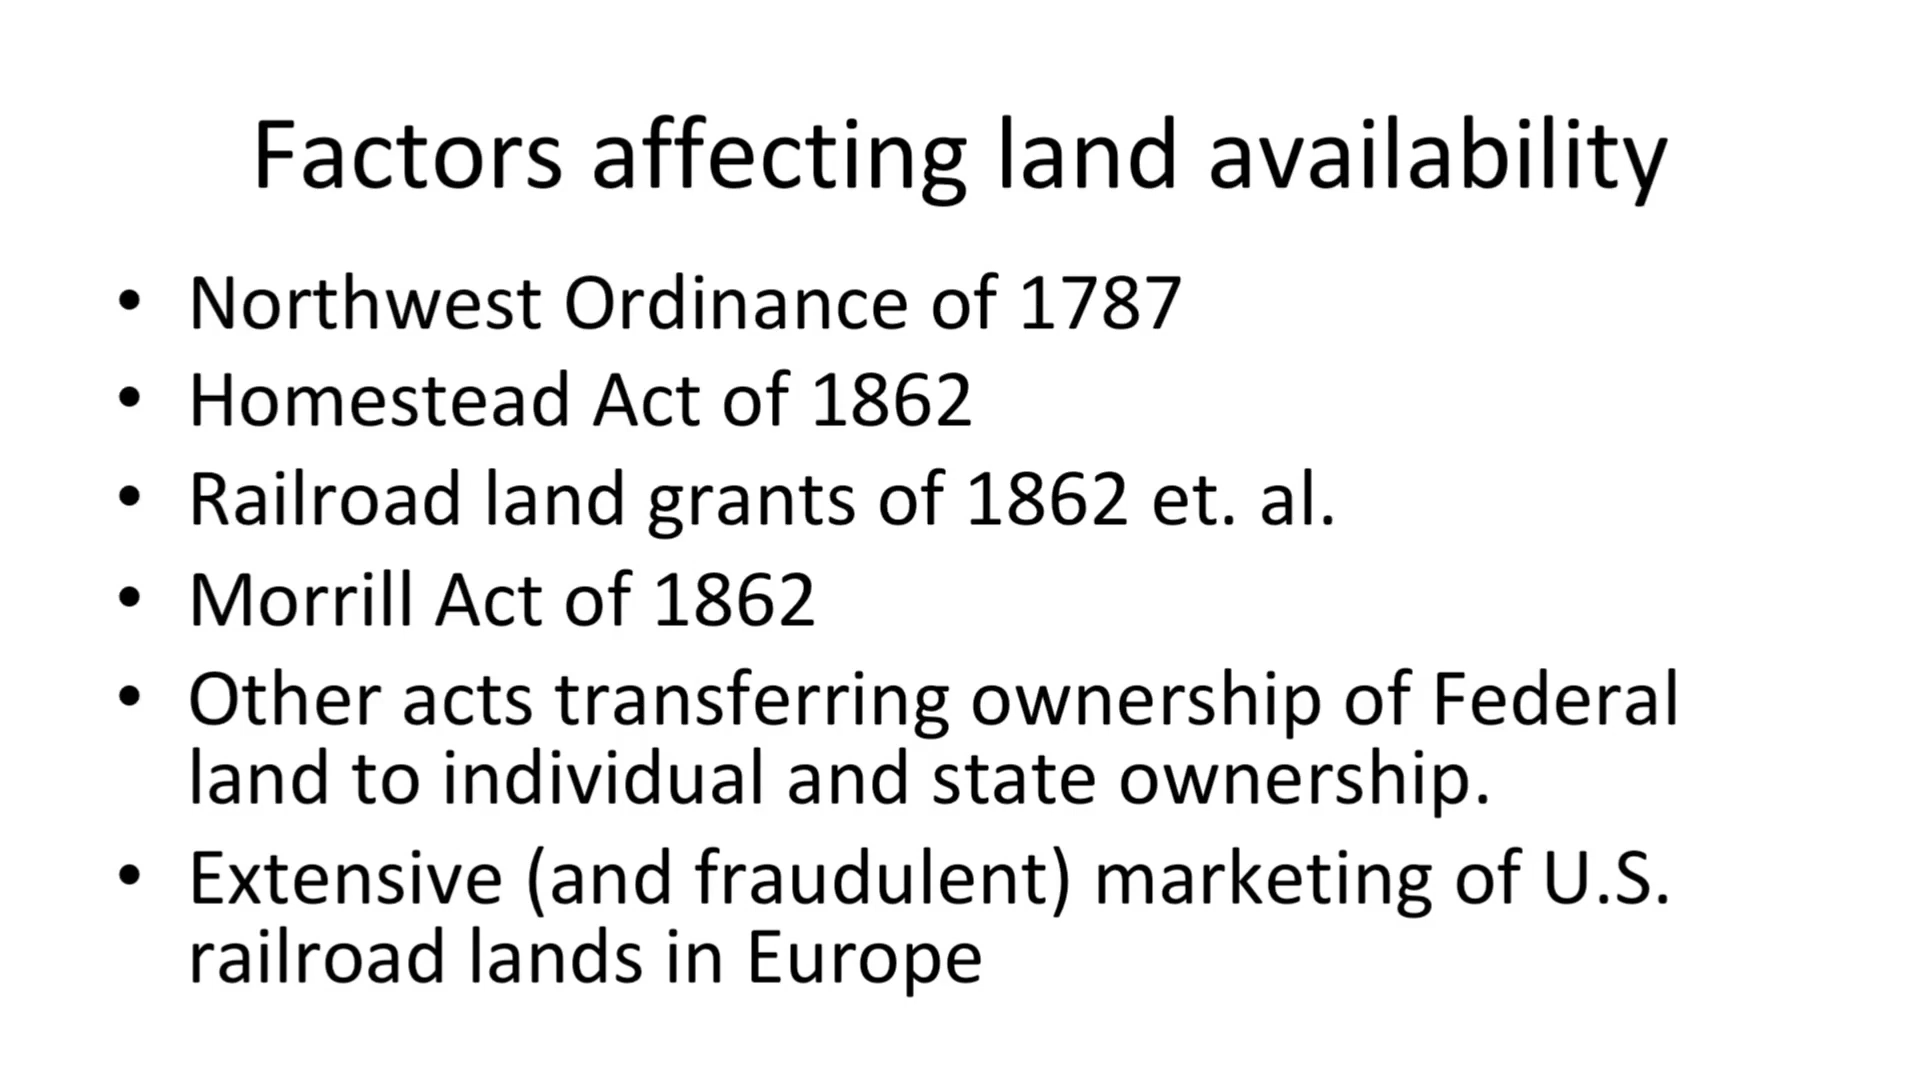 Factors affecting land availability
• Northwest Ordinance of 1787
• Homestead Act of 1862
• Railroad land grants of 1862 et. al.
• Morrill Act of 1862
• Other acts transferring ownership of Federal
land to individual and state ownership.
• Extensive (and fraudulent) marketing of U.S.
railroad lands in Europe